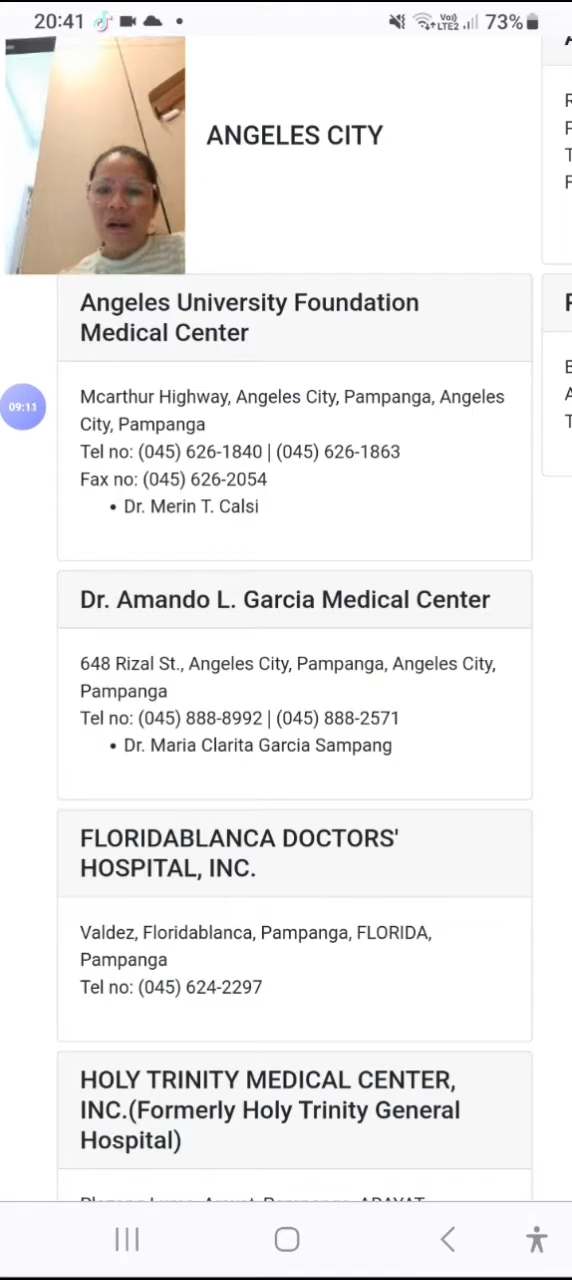 20:41
Vo))
LTE2
73%
ANGELES CITY
Angeles University Foundation
Medical Center
09:11
Mcarthur Highway, Angeles City, Pampanga, Angeles
City, Pampanga
Tel no: (045) 626-1840 | (045) 626-1863
Fax no: (045) 626-2054
• Dr. Merin T. Calsi
Dr. Amando L. Garcia Medical Center
648 Rizal St., Angeles City, Pampanga, Angeles City,
Pampanga
Tel no: (045) 888-8992 | (045) 888-2571
• Dr. Maria Clarita Garcia Sampang
FLORIDABLANCA DOCTORS'
HOSPITAL, INC.
Valdez, Floridablanca, Pampanga, FLORIDA,
Pampanga
Tel no: (045) 624-2297
HOLY TRINITY MEDICAL CENTER,
INC.(Formerly Holy Trinity General
Hospital)